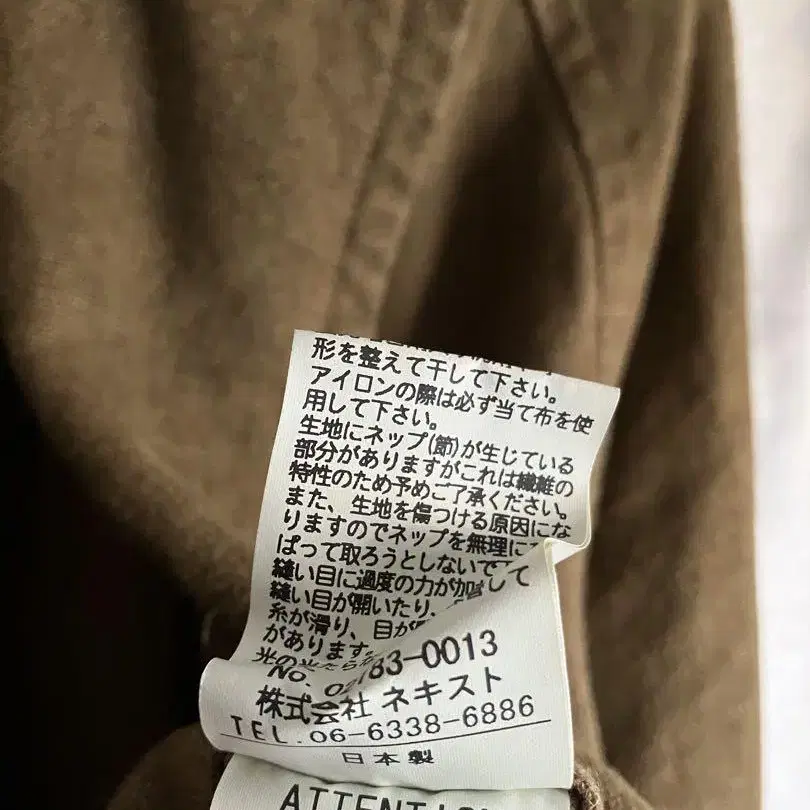 形を整えて干して下さい。
アイロンの際は必ず当て布を使
用して下さい。
生地にネップ(節)が生じている
部分がありますがこれは繊維の
特性のため予めご了承ください。
また、生地を傷つける原因にな
りますのでネップを無理に
ぱって取ろうとしないで
縫い目に過度の力が加 して
縫い目が開いたり、
糸が滑り、目が
があります。
No. 83-0013
株式会社 ネキスト
TEL.06-6338-6886
日本製
ATTENTION